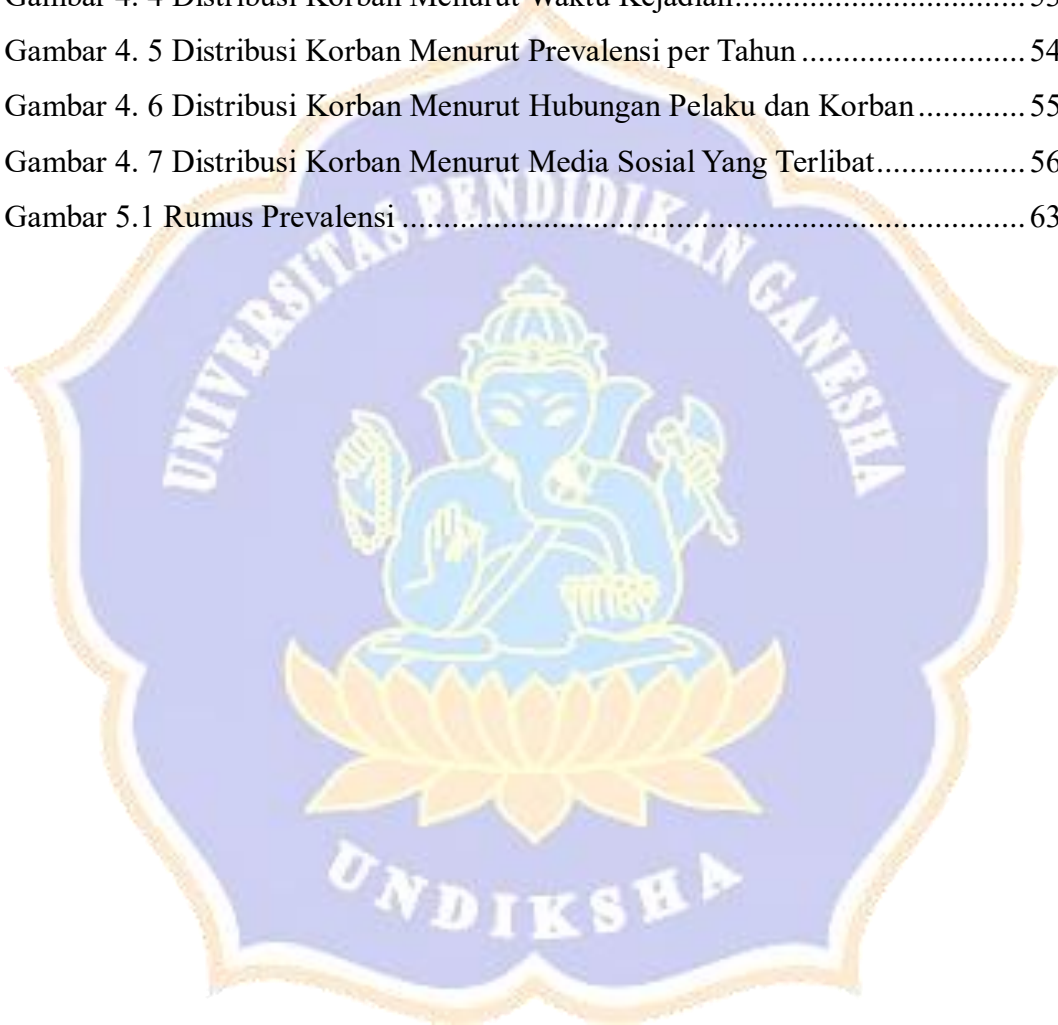 Gambar 4. 4 Distribusi Korban Menurut Waktu Kejadian........................................53
Gambar 4. 5 Distribusi Korban Menurut Prevalensi per Tahun ........................ 54
Gambar 4. 6 Distribusi Korban Menurut Hubungan Pelaku dan Korban ............. 55
Gambar 4. 7 Distribusi Korban Menurut Media Sosial Yang Terlibat.................. 56
Gambar 5.1 Rumus Prevalensi ........................................................................... 63
UNIVERSITAS PENDIDIKAN GANESHA
UNDIKSHA